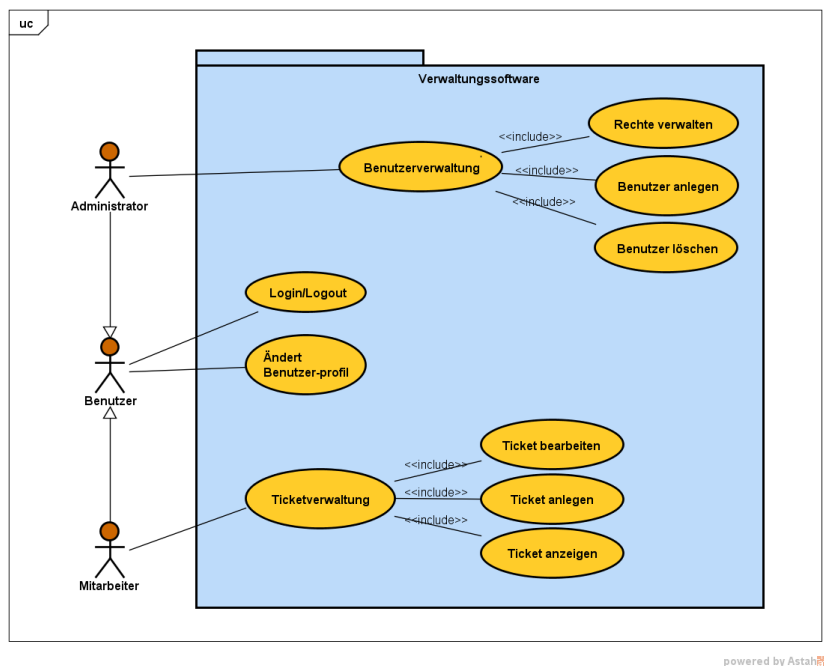 uc
Verwaltungssoftware
Rechte verwalten
<<include>>
Benutzerverwaltung
<<include>>
Benutzer anlegen
<<include>>
Administrator
Benutzer löschen
Login/Logout
Ändert
Benutzer-profil
Benutzer
Ticket bearbeiten
<<include>>
Ticketverwaltung
<<include>>
Ticket anlegen
<<include>>
Ticket anzeigen
Mitarbeiter
powered by Astah